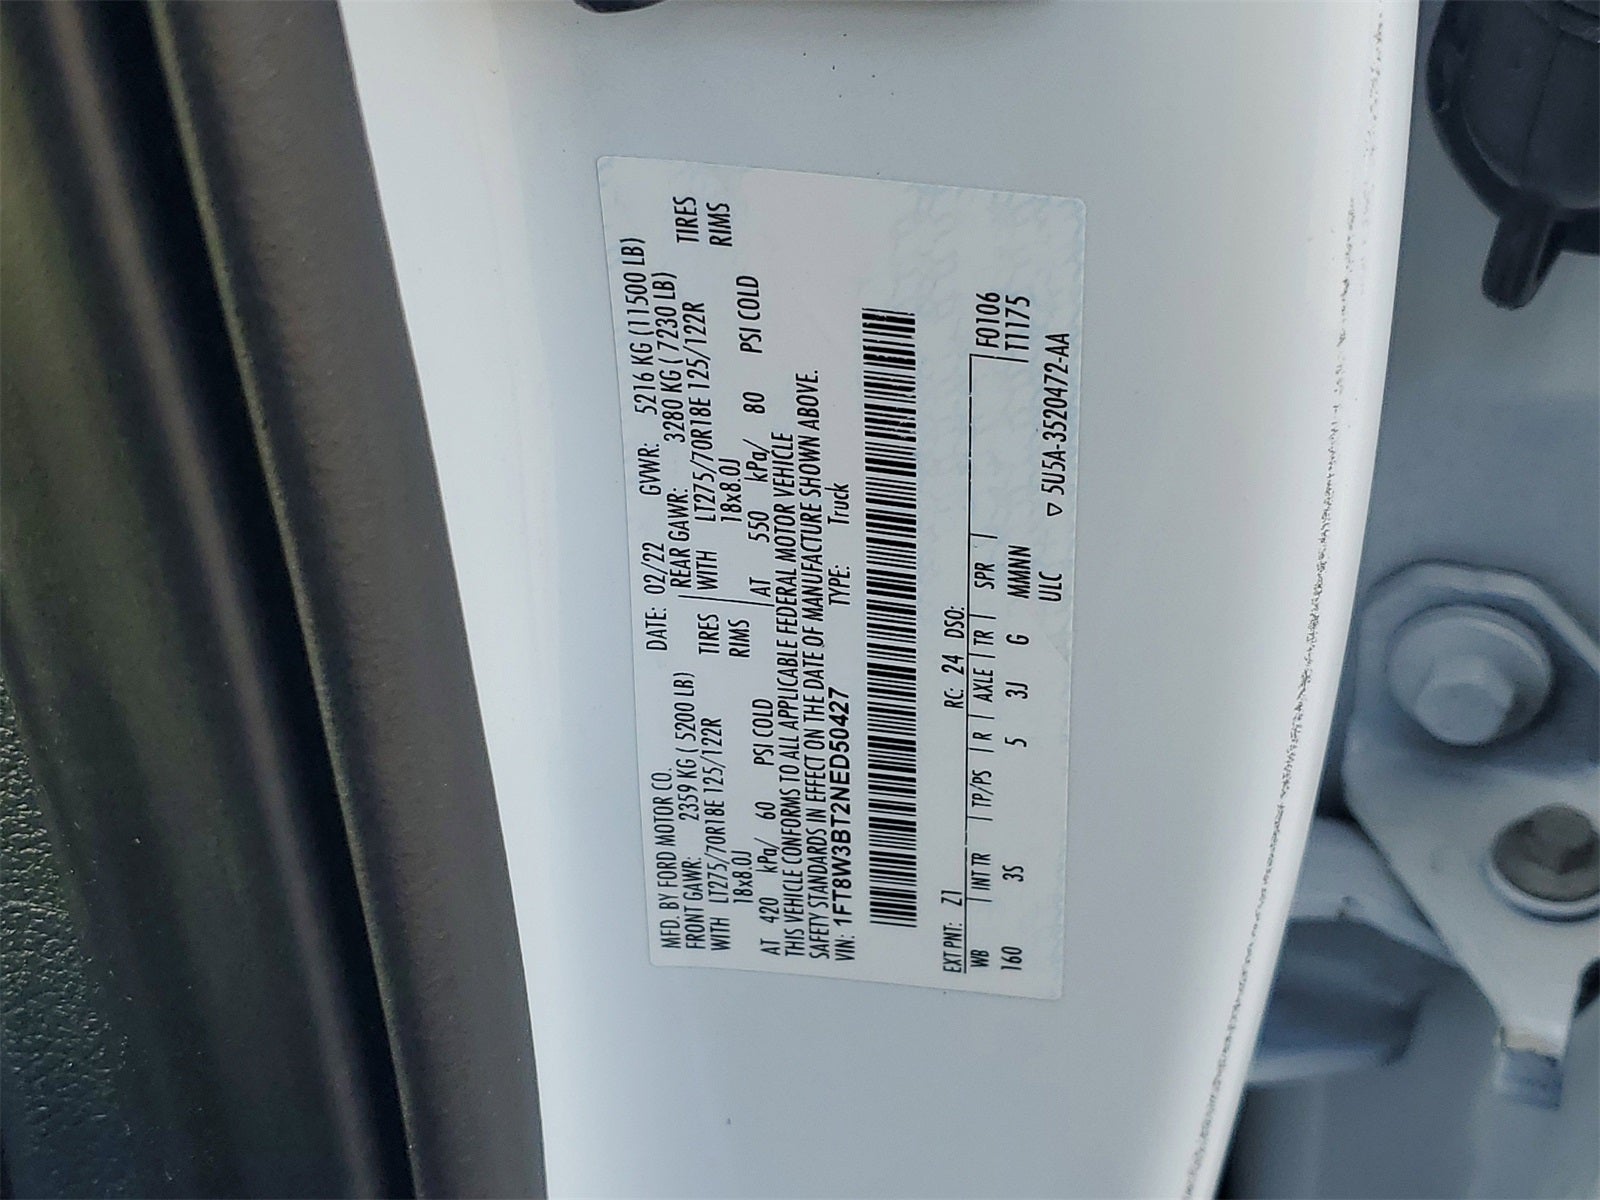 MFD. BY FORD MOTOR CO. DATE: 02/22 GVWR: 5216 KG (11500 LB)
FRONT GAWR: 2359 KG ( 5200 LB) REAR GAWR: 3280 KG ( 7230 LB)
WITH LT275/70R18E 125/122R TIRES WITH LT275/70R18E 125/122R TIRES
18x8.0J RIMS 18x8.0J RIMS
AT 420 kPa/ 60 PSI COLD AT 550 kPa/ 80 PSI COLD
THIS VEHICLE CONFORMS TO ALL APPLICABLE FEDERAL MOTOR VEHICLE
SAFETY STANDARDS IN EFFECT ON THE DATE OF MANUFACTURE SHOWN ABOVE.
VIN: 1FT8W3BT2NED50427 TYPE: Truck
EXT PNT: Z1 RC: 24 DSO:
WB INT TR TP/PS R AXLE TR SPR F0106
160 3S 5 3J G MMNN T1175
ULC ▽ 5U5A-3520472-AA